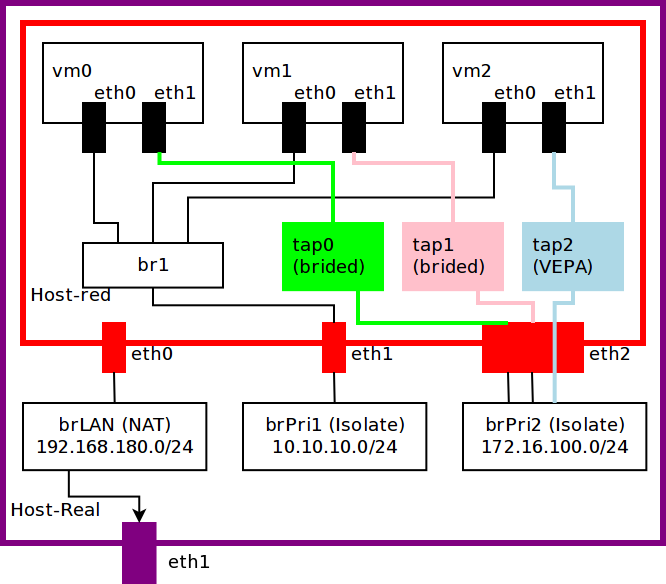 vm0
eth0
eth1
vm1
eth0
eth1
vm2
eth0
eth1
tap0
(brided)
tap1
(brided)
tap2
(VEPA)
br1
Host-red
eth0
eth1
eth2
brLAN (NAT)
192.168.180.0/24
brPri1 (Isolate)
10.10.10.0/24
brPri2 (Isolate)
172.16.100.0/24
Host-Real
eth1